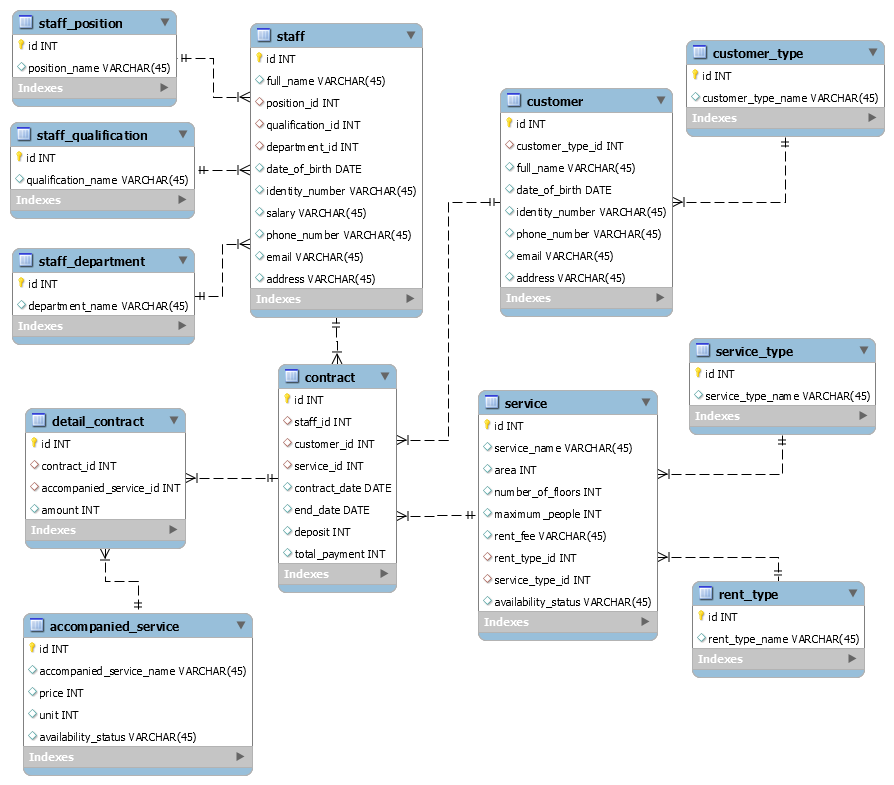 staff_position
id INT
position_name VARCHAR(45)
Indexes
staff_qualification
id INT
qualification_name VARCHAR(45)
Indexes
staff_department
id INT
department_name VARCHAR(45)
Indexes
staff
id INT
full_name VARCHAR(45)
position_id INT
qualification_id INT
department_id INT
date_of_birth DATE
identity_number VARCHAR(45)
salary VARCHAR(45)
phone_number VARCHAR(45)
email VARCHAR(45)
address VARCHAR(45)
Indexes
customer
id INT
customer_type_id INT
full_name VARCHAR(45)
date_of_birth DATE
identity_number VARCHAR(45)
phone_number VARCHAR(45)
email VARCHAR(45)
address VARCHAR(45)
Indexes
customer_type
id INT
customer_type_name VARCHAR(45)
Indexes
detail_contract
id INT
contract_id INT
accompanied_service_id INT
amount INT
Indexes
contract
id INT
staff_id INT
customer_id INT
service_id INT
contract_date DATE
end_date DATE
deposit INT
total_payment INT
Indexes
service
id INT
service_name VARCHAR(45)
area INT
number_of_floors INT
maximum_people INT
rent_fee VARCHAR(45)
rent_type_id INT
service_type_id INT
availability_status VARCHAR(45)
Indexes
service_type
id INT
service_type_name VARCHAR(45)
Indexes
rent_type
id INT
rent_type_name VARCHAR(45)
Indexes
accompanied_service
id INT
accompanied_service_name VARCHAR(45)
price INT
unit INT
availability_status VARCHAR(45)
Indexes